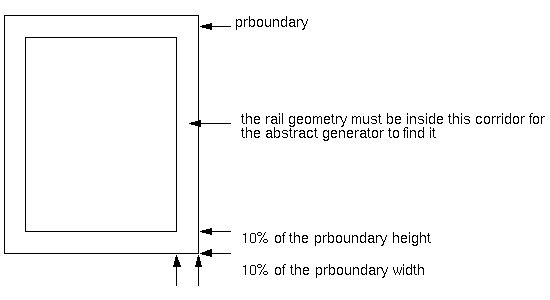 prboundary
the rail geometry must be inside this corridor for
the abstract generator to find it
10% of the prboundary height
10% of the prboundary width